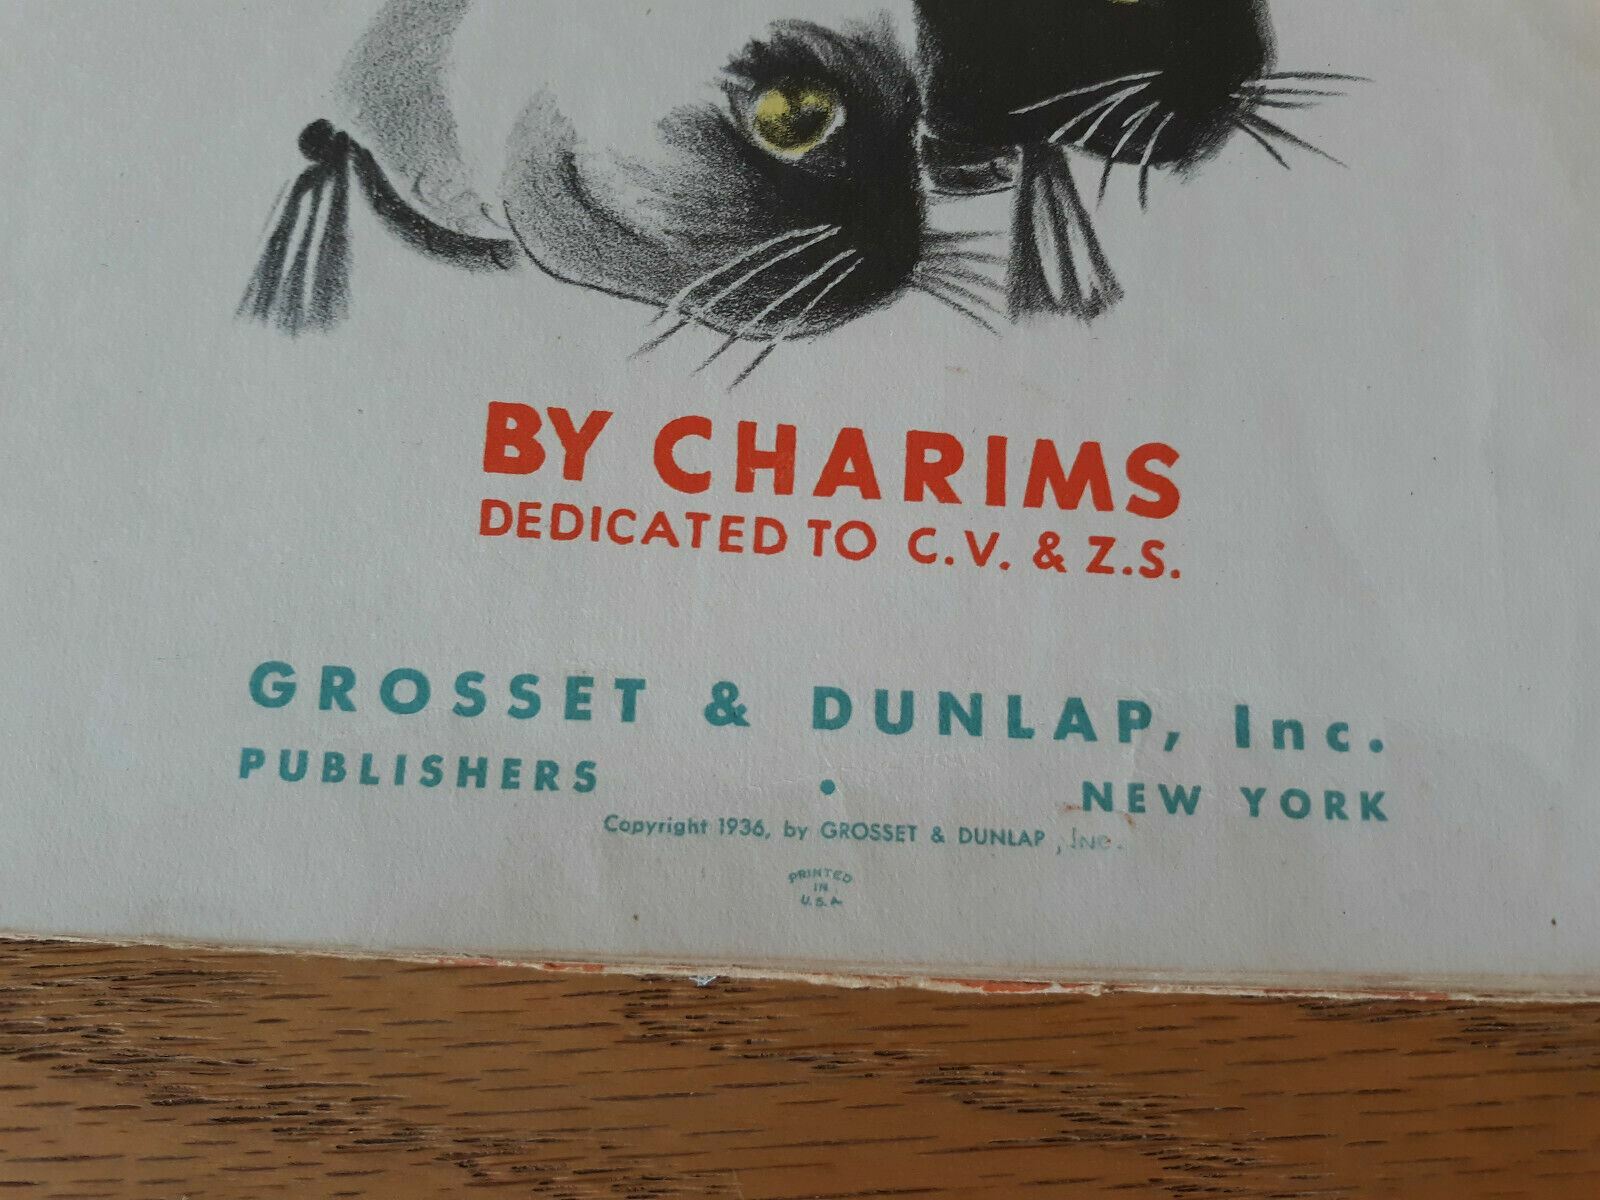 BY CHARIMS
DEDICATED TO C.V. & Z.S.
GROSSET & DUNLAP, Inc.
PUBLISHERS • NEW YORK
Copyright 1936, by GROSSET & DUNLAP, Inc.
PRINTED
IN
U.S.A